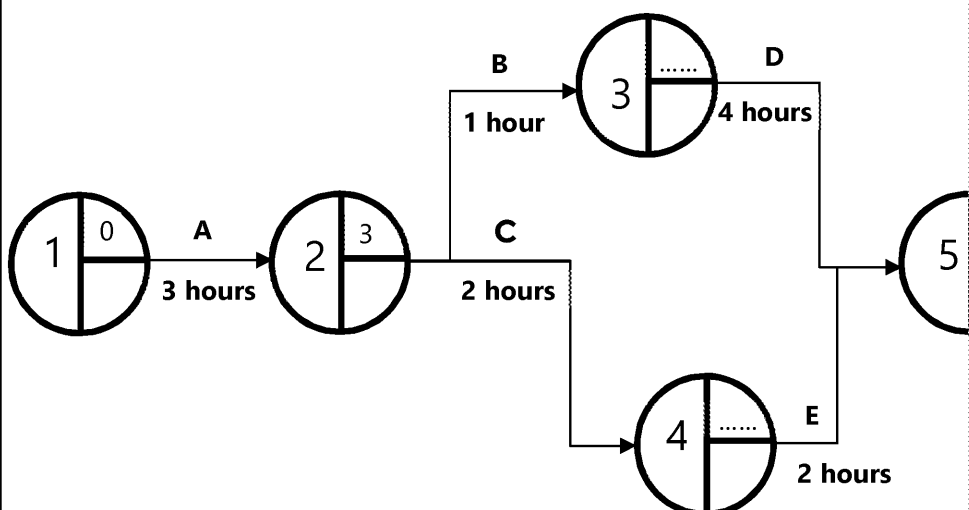 B
1 hour
3
......
D
4 hours
1
0
A
3 hours
2
3
C
2 hours
5
4
......
E
2 hours